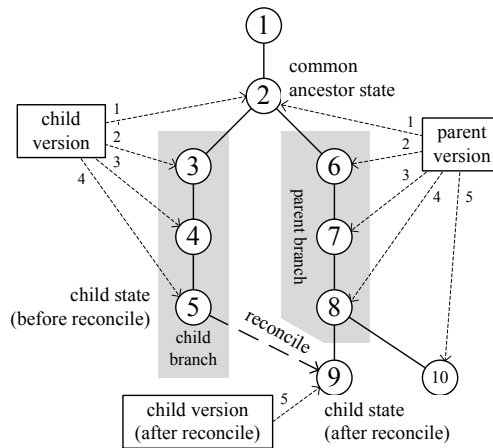 1
common
2
ancestor state
child
version
1
2
3
4
1
2
3
4
5
parent
version
3
6
parent branch
4
7
child state
(before reconcile)
5
8
child
branch
reconcile
9
10
child version
(after reconcile)
5
child state
(after reconcile)